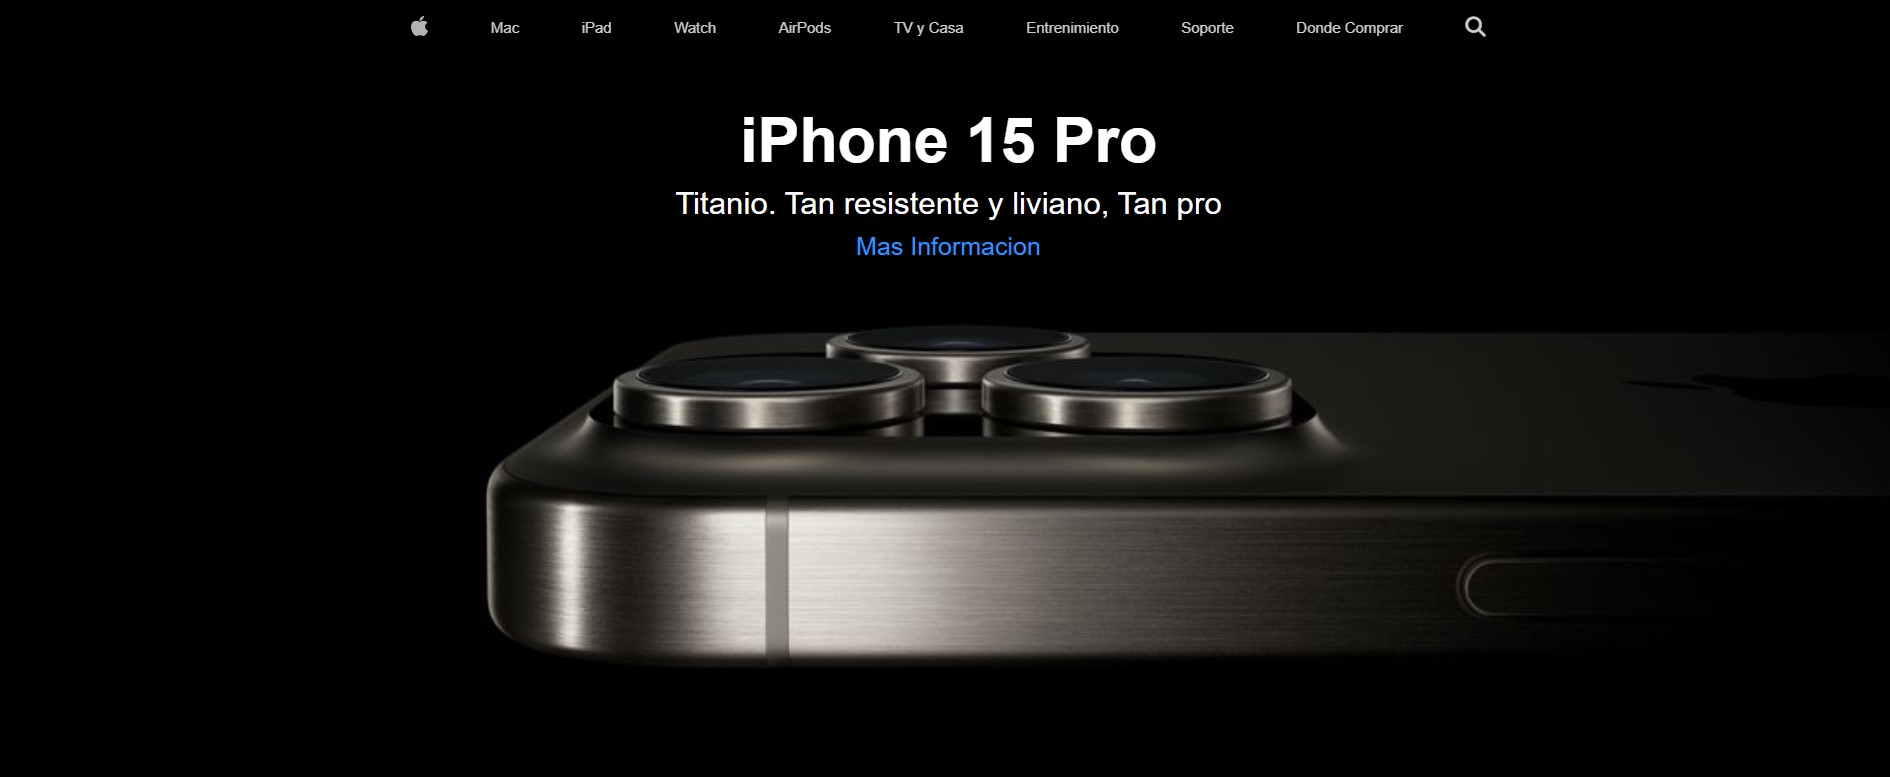 Mac iPad Watch AirPods TV y Casa Entrenimiento Soporte Donde Comprar
iPhone 15 Pro
Titanio. Tan resistente y liviano, Tan pro
Mas Informacion